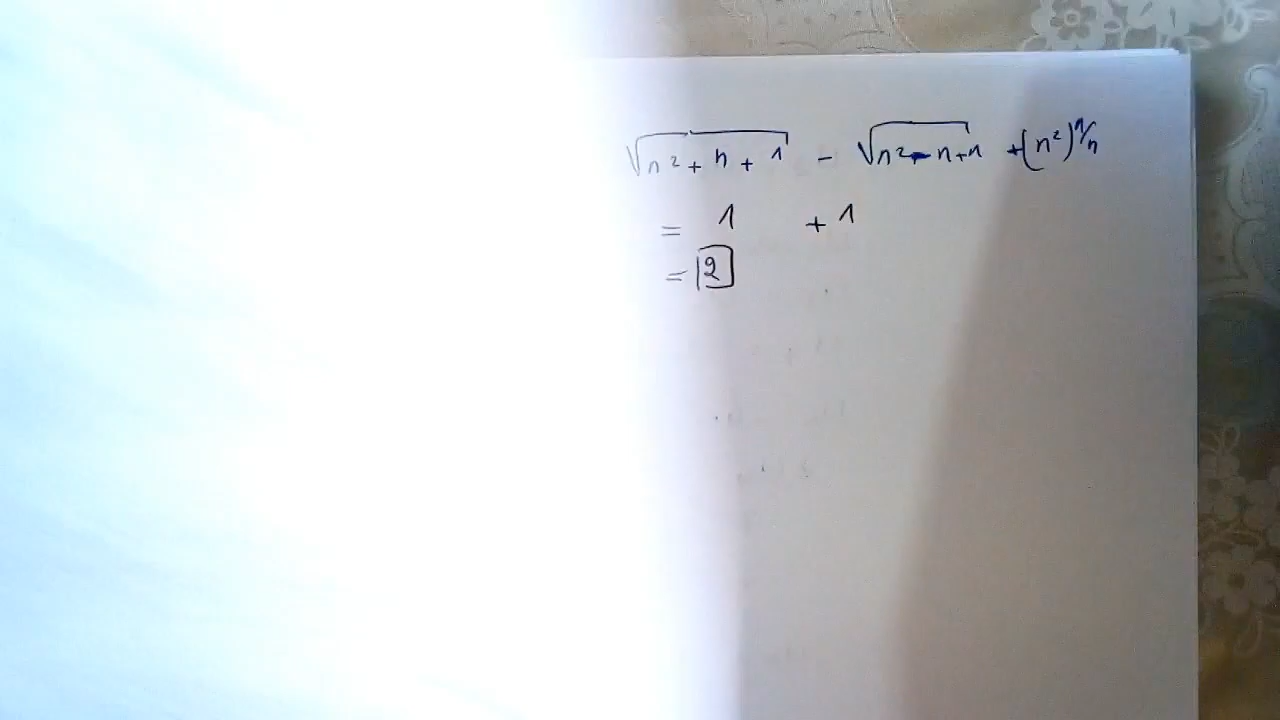 √(n² + n + 1) - √(n² - n + 1) + (n²)^1/n
= 1 + 1
= 2